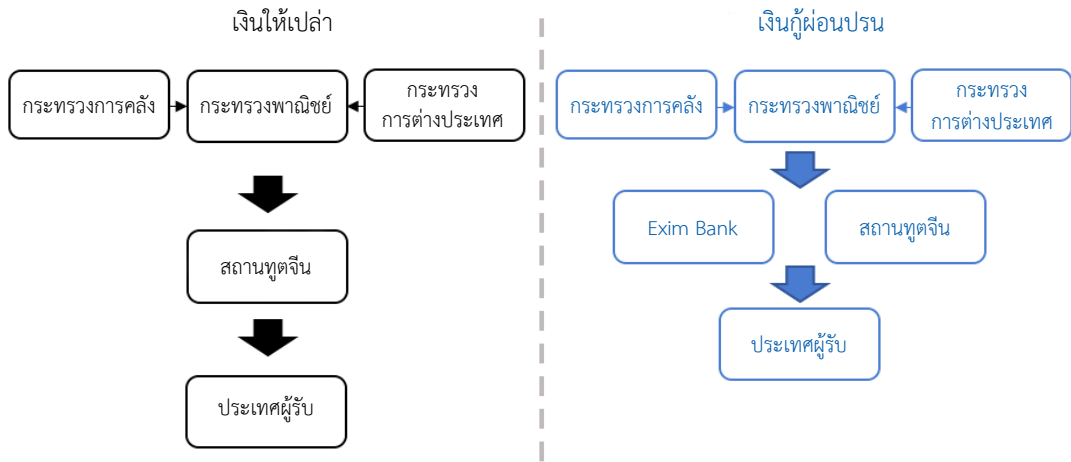 เงินให้เปล่า
กระทรวงการคลัง
กระทรวงพาณิชย์
กระทรวง
การต่างประเทศ
สถานทูตจีน
ประเทศผู้รับ
เงินกู้ผ่อนปรน
กระทรวงการคลัง
กระทรวงพาณิชย์
กระทรวง
การต่างประเทศ
Exim Bank
สถานทูตจีน
ประเทศผู้รับ